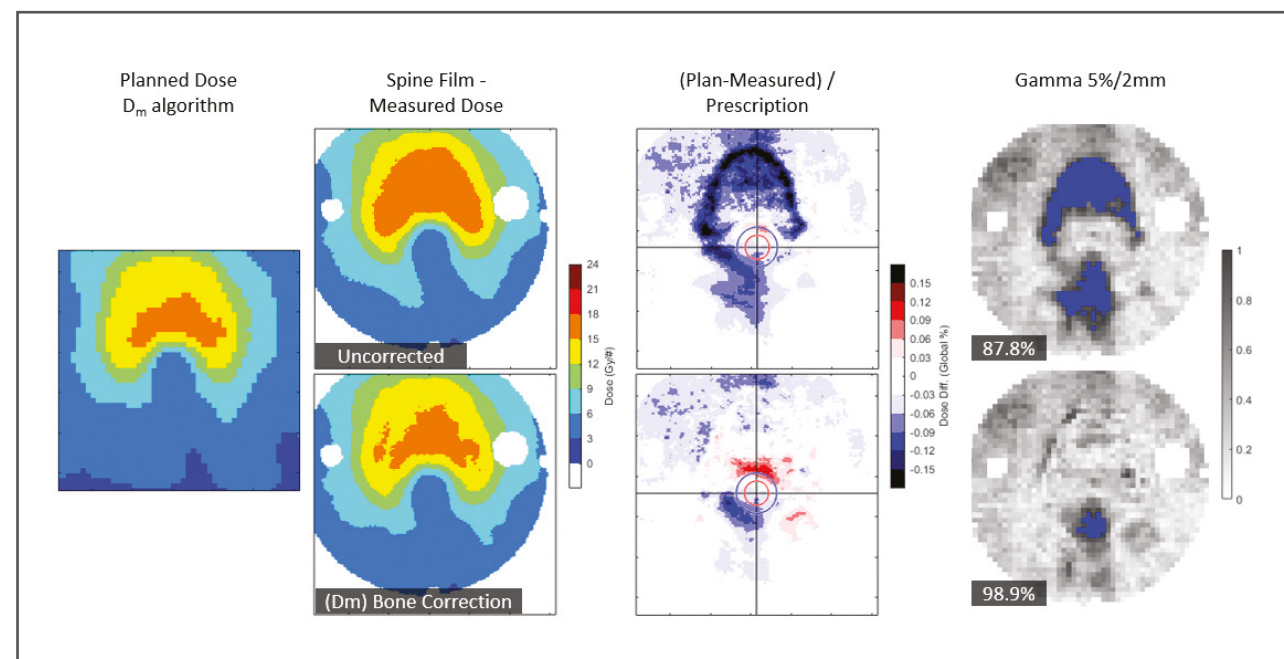 Planned Dose
Dm algorithm
Spine Film -
Measured Dose
(Plan-Measured) /
Prescription
Gamma 5%/2mm
Uncorrected
24
21
18
15
12
9
6
3
0
Dose (Gy/#)
0.15
0.12
0.09
0.06
0.03
0
-0.03
-0.06
-0.09
-0.12
-0.15
Dose Diff. (Global %)
87.8%
1
0.8
0.6
0.4
0.2
0
(Dm) Bone Correction
98.9%